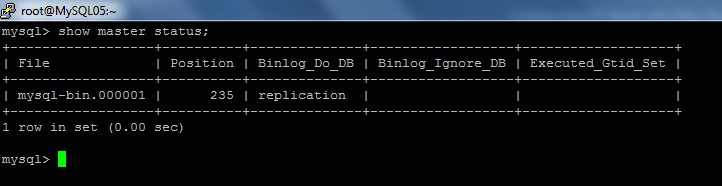 root@MySQL05:~
mysql> show master status;
+------------------+----------+--------------+------------------+-------------------+
| File             | Position | Binlog_Do_DB | Binlog_Ignore_DB | Executed_Gtid_Set |
+------------------+----------+--------------+------------------+-------------------+
| mysql-bin.000001 |      235 | replication  |                  |                   |
+------------------+----------+--------------+------------------+-------------------+
1 row in set (0.00 sec)
mysql>